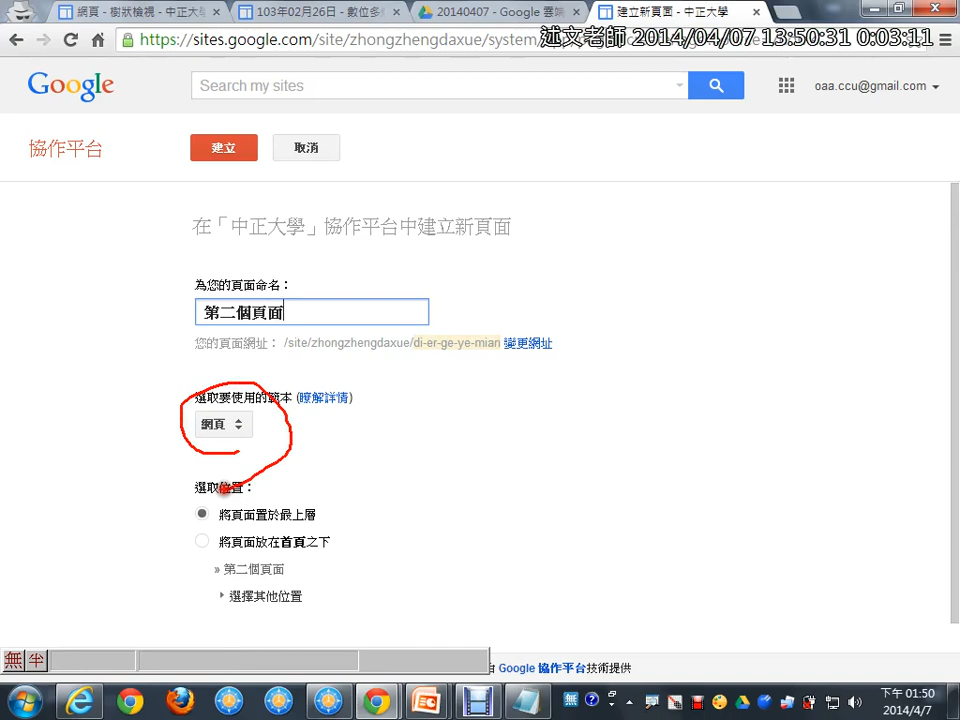 網頁 - 樹狀檢視 - 中正大
103年02月26日 - 數位多
20140407 - Google 雲端
建立新頁面 - 中正大學
https://sites.google.com/site/zhongzhengdaxue/system
述文老師 2014/04/07 13:50:31 0:03:11
Google
Search my sites
oaa.ccu@gmail.com
協作平台
建立
取消
在「中正大學」協作平台中建立新頁面
為您的頁面命名：
第二個頁面
您的頁面網址： /site/zhongzhengdaxue/di-er-ge-ye-mian 變更網址
選取要使用的範本 (瞭解詳情)
網頁
選取位置：
將頁面置於最上層
將頁面放在首頁之下
» 第二個頁面
選擇其他位置
無 半
Google 協作平台技術提供
無
下午 01:50
2014/4/7